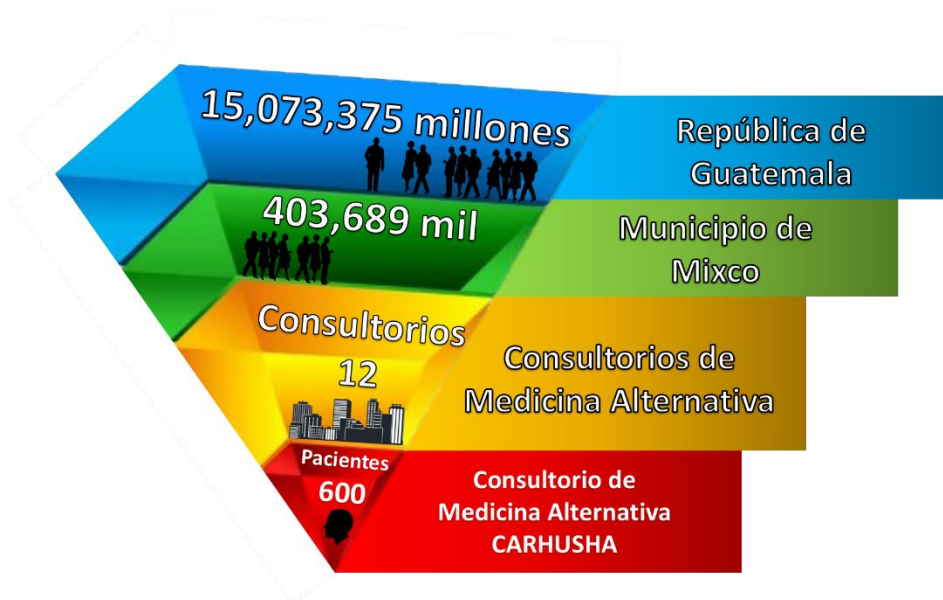 15,073,375 millones
República de
Guatemala
403,689 mil
Municipio de
Mixco
Consultorios
12
Consultorios de
Medicina Alternativa
Pacientes
600
Consultorio de
Medicina Alternativa
CARHUSHA